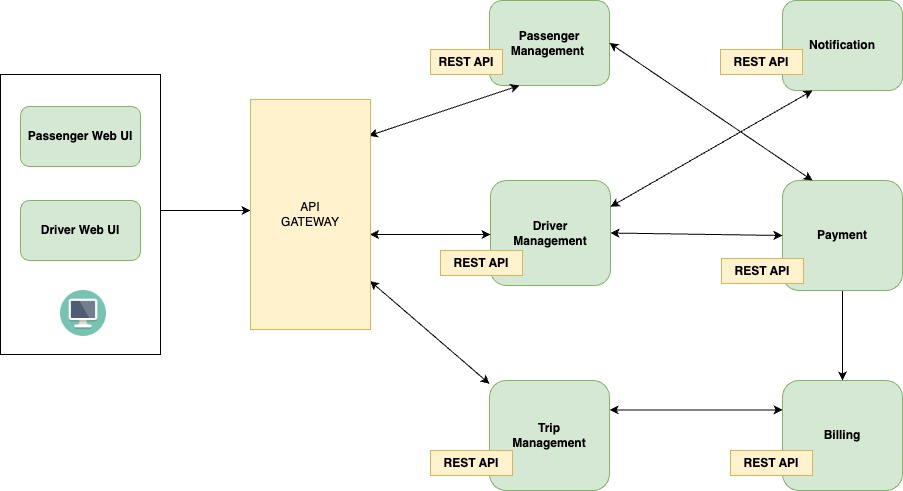 Passenger
Management
REST API
Notification
REST API
Passenger Web UI
API
GATEWAY
Driver Web UI
Driver
Management
REST API
Payment
REST API
Trip
Management
REST API
Billing
REST API